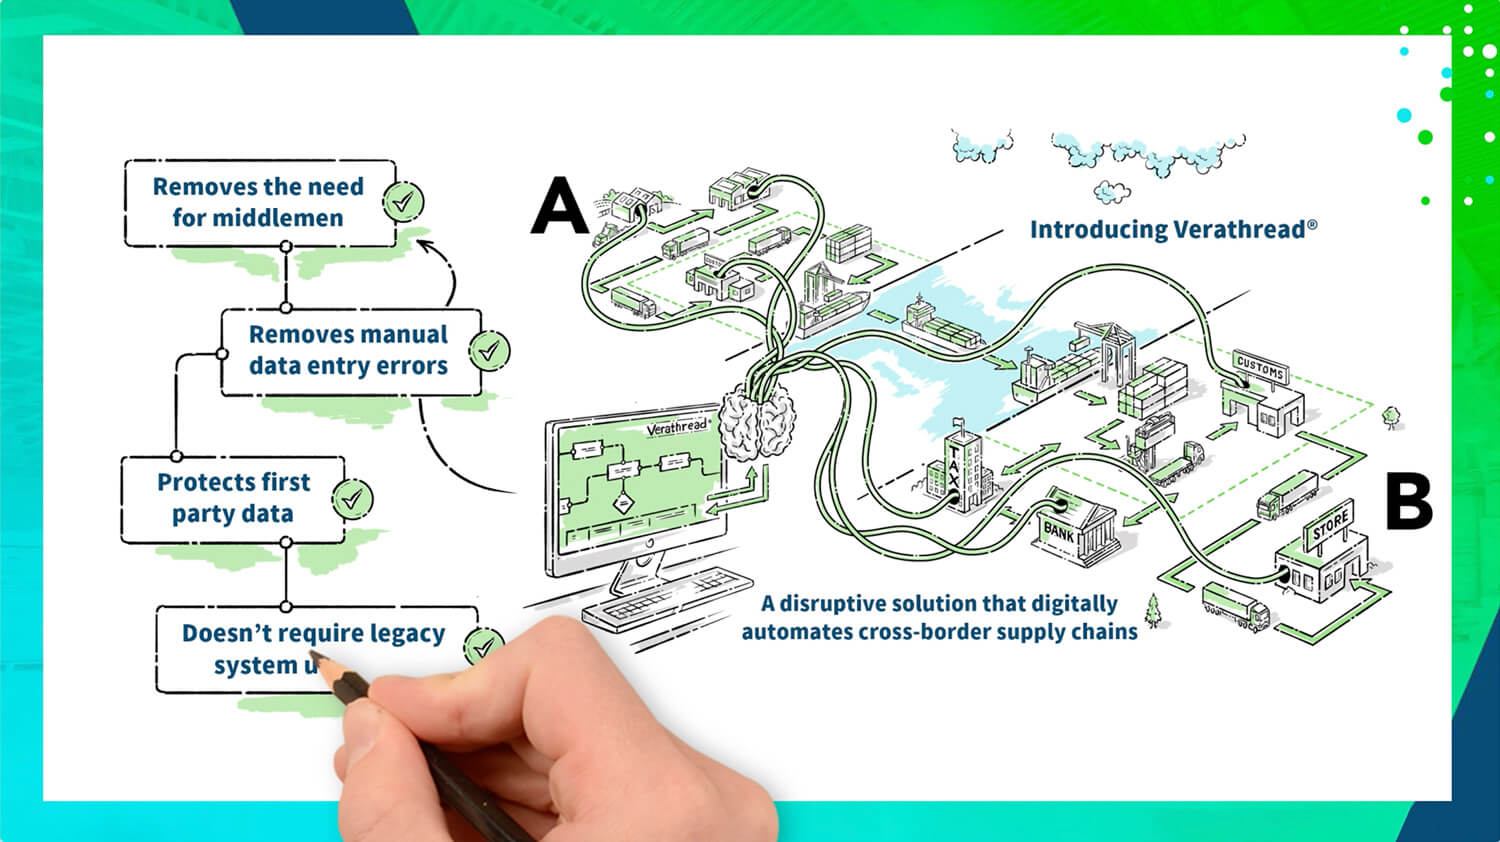 Removes the need
for middlemen
Removes manual
data entry errors
Protects first
party data
Doesn't require legacy
system u
A
Introducing Verathread®
CUSTOMS
Verathread®
TAX
BANK
STORE
B
A disruptive solution that digitally
automates cross-border supply chains